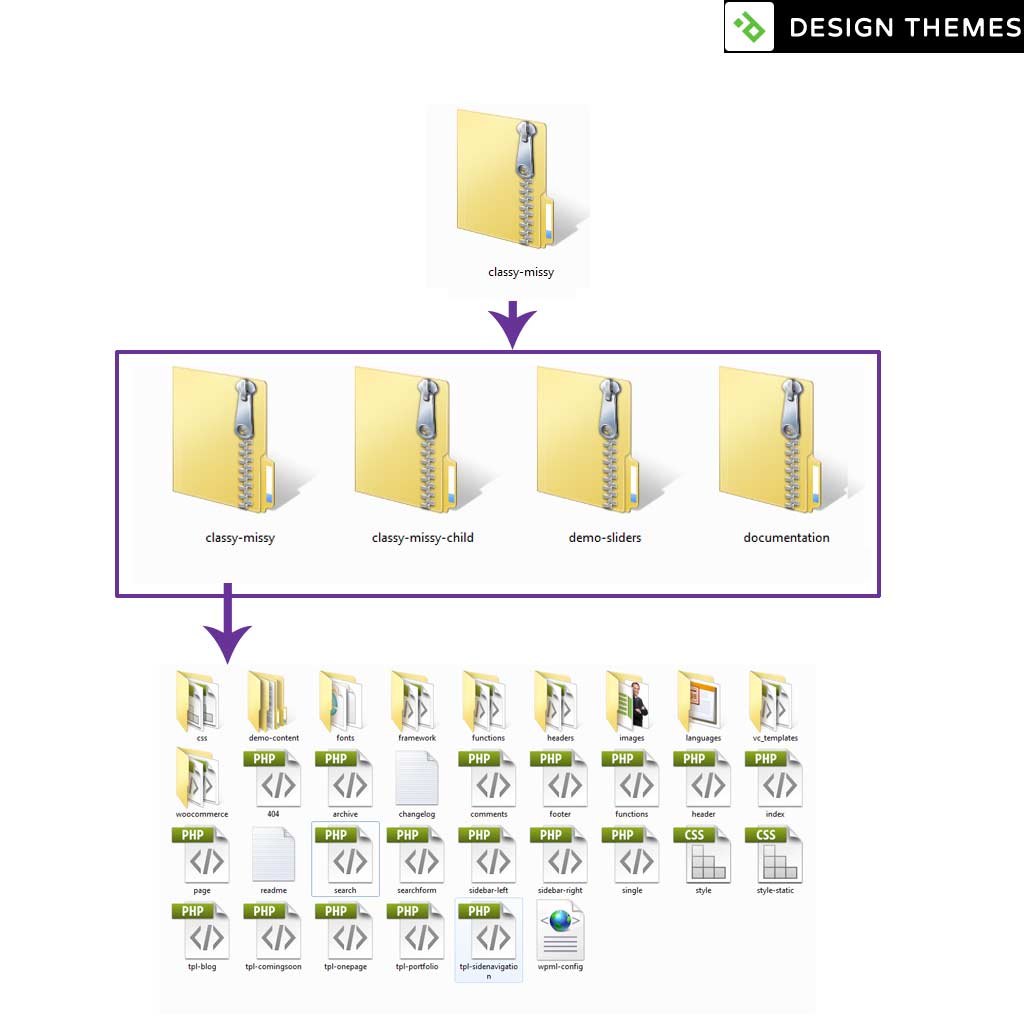 DESIGN THEMES
classy-missy
classy-missy
classy-missy-child
demo-sliders
documentation
css
demo-content
fonts
framework
functions
headers
images
languages
vc_templates
PHP
PHP
PHP
PHP
PHP
PHP
PHP
woocommerce
404
archive
changelog
comments
footer
functions
header
index
PHP
PHP
PHP
PHP
PHP
PHP
CSS
CSS
page
readme
search
searchform
sidebar-left
sidebar-right
single
style
style-static
PHP
PHP
PHP
PHP
PHP
tpl-blog
tpl-comingsoon
tpl-onepage
tpl-portfolio
tpl-sidenavigatio
n
wpml-config